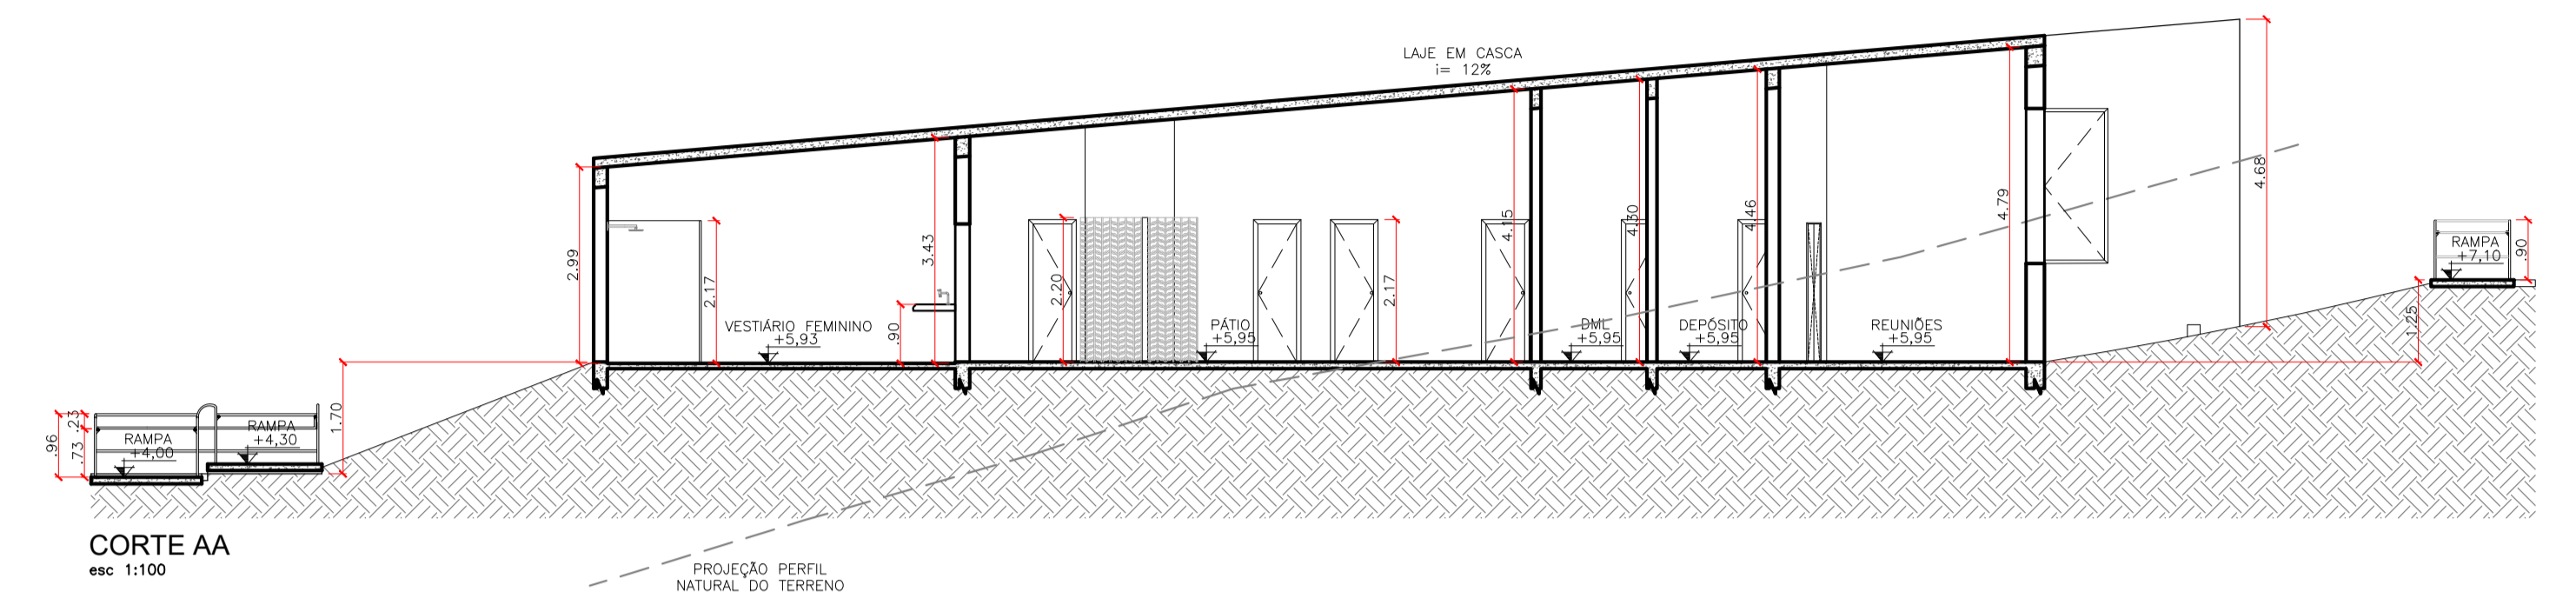 LAJE EM CASCA
i= 12%
4.68
2.99
2.17
VESTIÁRIO FEMININO
+5,93
.90
3.43
2.20
PÁTIO
+5,95
2.17
4.15
DML
+5,95
4.30
DEPÓSITO
+5,95
4.46
REUNIÕES
+5,95
4.79
RAMPA
+7,10
.90
1.25
1.70
.96
.23
.73
RAMPA
+4,00
RAMPA
+4,30
CORTE AA
esc 1:100
PROJEÇÃO PERFIL
NATURAL DO TERRENO